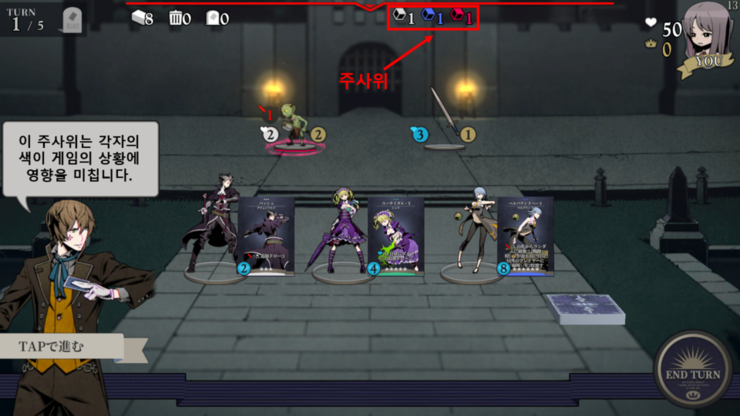 TURN
1 / 5
8 0 0
1 1 1
13
50
0
YOU
주사위
1
2 2
3 1
이 주사위는 각자의
색이 게임의 상황에
영향을 미칩니다.
2 4 8
TAPで進む
END TURN